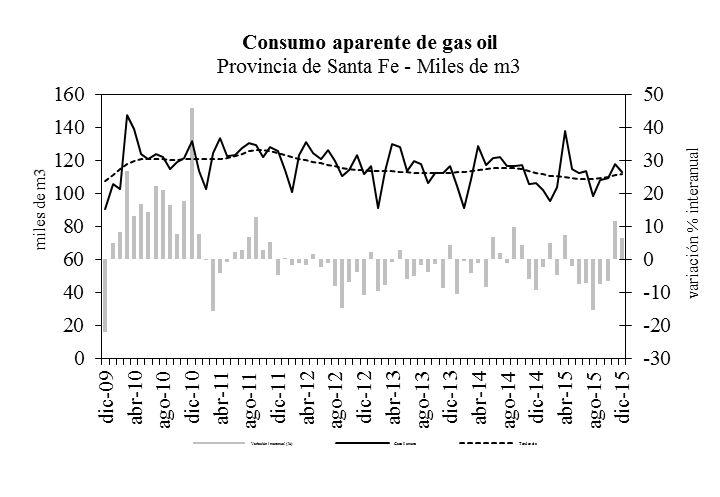 Consumo aparente de gas oil
Provincia de Santa Fe - Miles de m3
miles de m3
160
140
120
100
80
60
40
20
0
50
40
30
20
10
0
-10
-20
-30
variación % interanual
dic-09
abr-10
ago-10
dic-10
abr-11
ago-11
dic-11
abr-12
ago-12
dic-12
abr-13
ago-13
dic-13
abr-14
ago-14
dic-14
abr-15
ago-15
dic-15